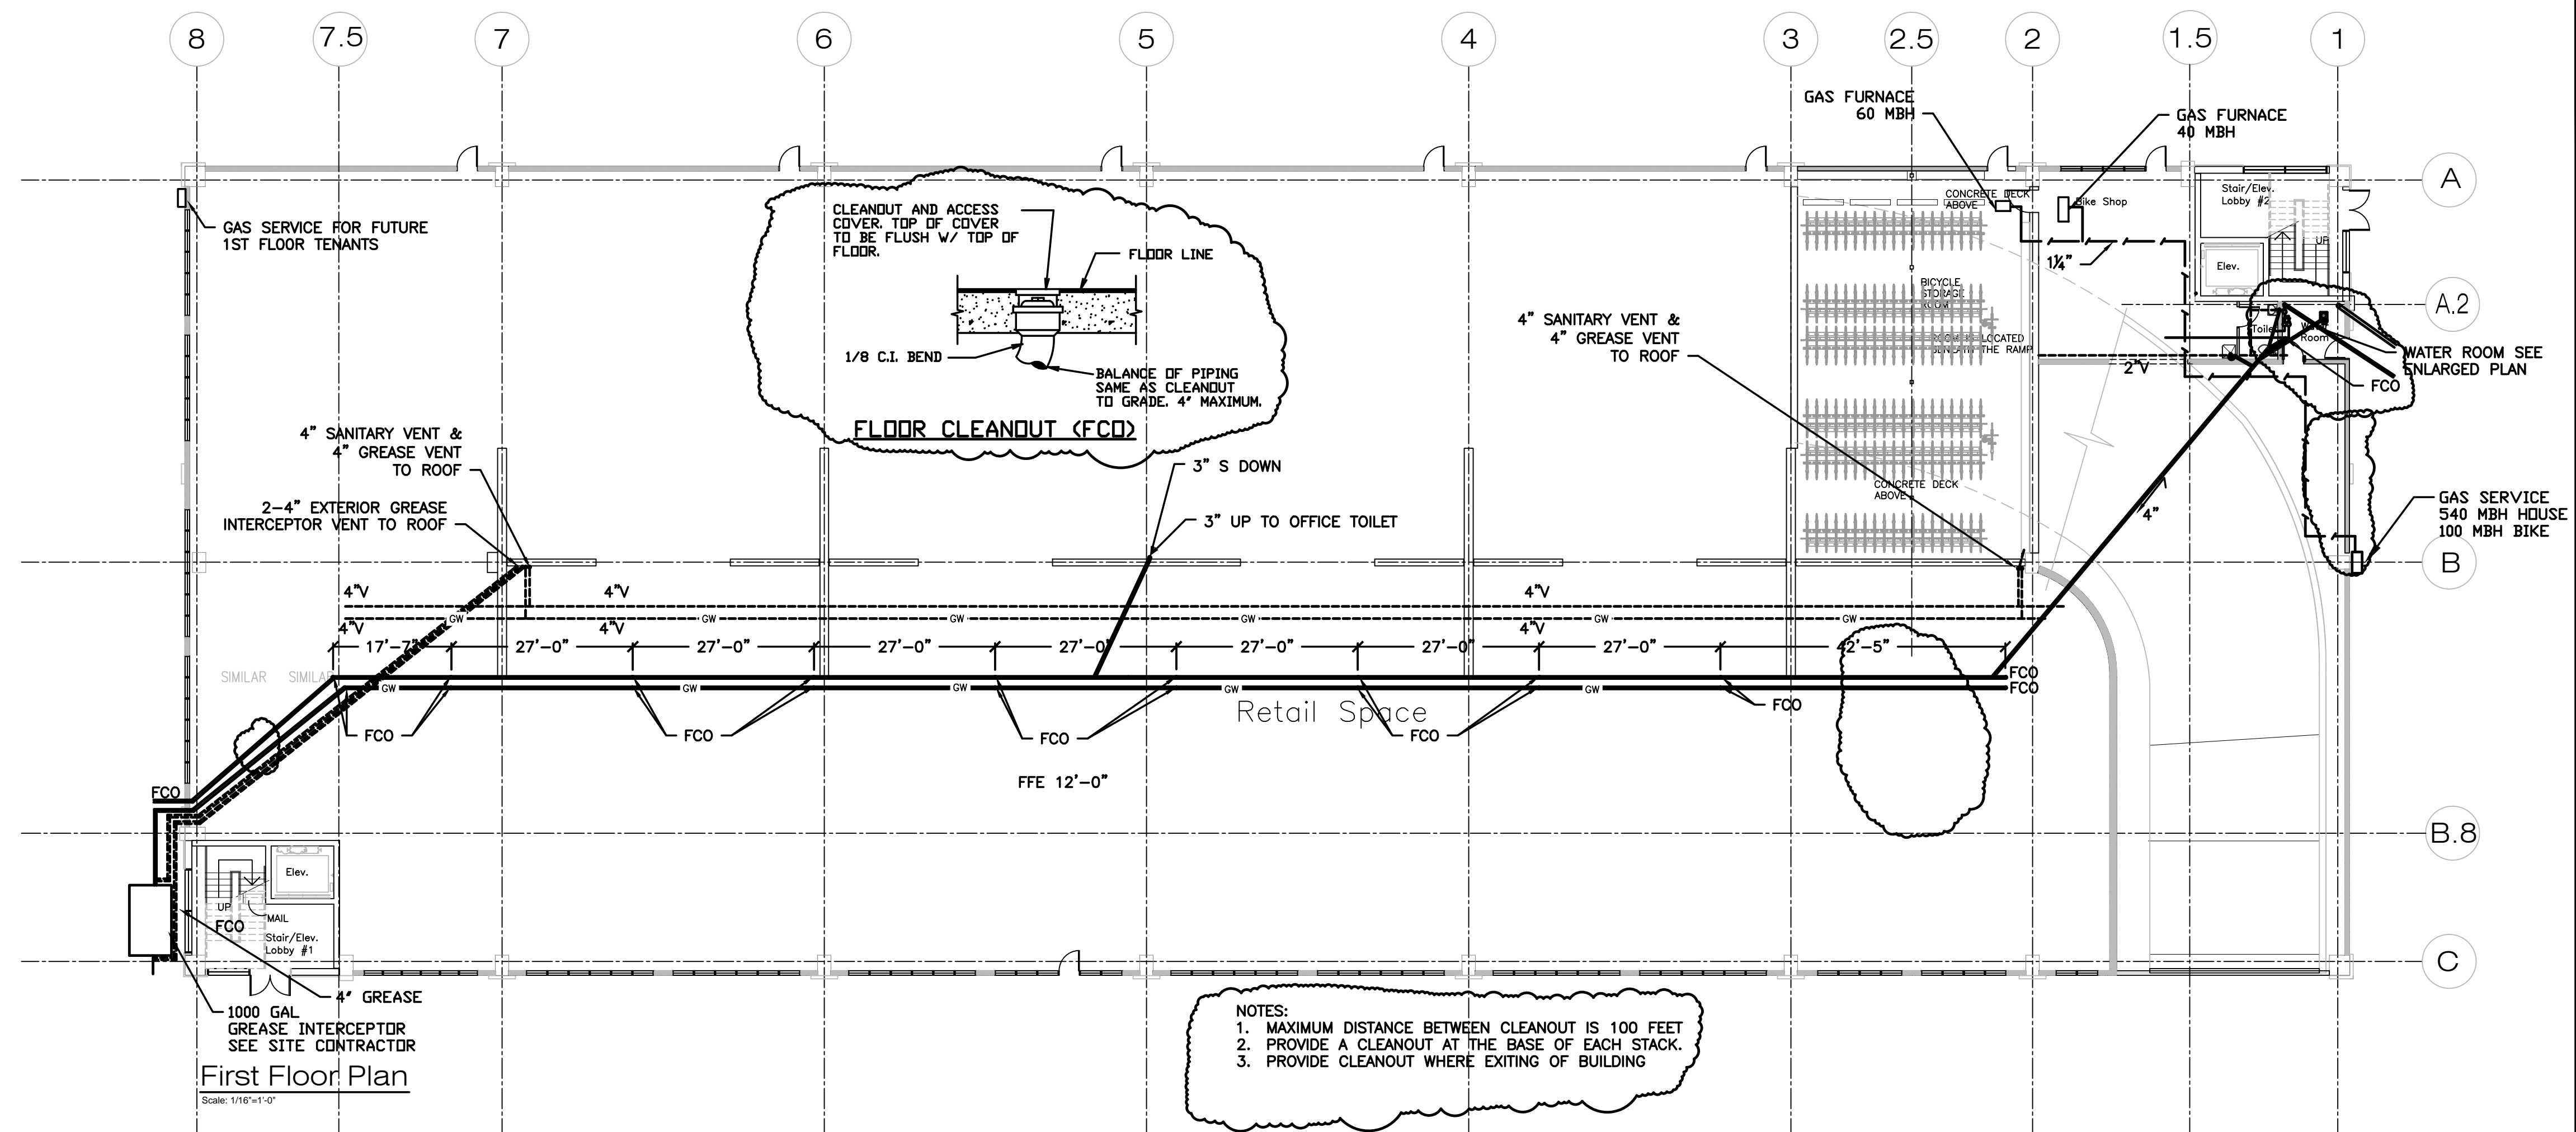 8
7.5
7
6
5
4
3
2.5
2
1.5
1
GAS FURNACE
60 MBH
GAS FURNACE
40 MBH
A
GAS SERVICE FOR FUTURE
1ST FLOOR TENANTS
CLEANOUT AND ACCESS
COVER. TOP OF COVER
TO BE FLUSH W/ TOP OF
FLOOR.
FLOOR LINE
1/8 C.I. BEND
BALANCE OF PIPING
SAME AS CLEANOUT
TO GRADE. 4" MAXIMUM.
FLOOR CLEANOUT (FCO)
CONCRETE DECK
ABOVE
Bike Shop
Stair/Elev.
Lobby #2
UP
Elev.
1¼"
BICYCLE
STORAGE
ROOM
ROOM IS LOCATED
BENEATH THE RAMP
A.2
Toilet
Water
Room
WATER ROOM SEE
ENLARGED PLAN
FCO
2"V
4" SANITARY VENT &
4" GREASE VENT
TO ROOF
4" SANITARY VENT &
4" GREASE VENT
TO ROOF
2-4" EXTERIOR GREASE
INTERCEPTOR VENT TO ROOF
3" S DOWN
3" UP TO OFFICE TOILET
CONCRETE DECK
ABOVE
4"
GAS SERVICE
540 MBH HOUSE
100 MBH BIKE
B
4"V
4"V
4"V
GW
GW
GW
GW
GW
GW
4"V
4"V
4"V
17'-7"
27'-0"
27'-0"
27'-0"
27'-0"
27'-0"
27'-0"
27'-0"
42'-5"
SIMILAR
SIMILAR
FCO
FCO
GW
GW
GW
GW
GW
Retail Space
FCO
FCO
FCO
FCO
FCO
FFE 12'-0"
FCO
B.8
Elev.
UP
FCO
MAIL
Stair/Elev.
Lobby #1
C
4" GREASE
1000 GAL
GREASE INTERCEPTOR
SEE SITE CONTRACTOR
NOTES:
1. MAXIMUM DISTANCE BETWEEN CLEANOUT IS 100 FEET
2. PROVIDE A CLEANOUT AT THE BASE OF EACH STACK.
3. PROVIDE CLEANOUT WHERE EXITING OF BUILDING
First Floor Plan
Scale: 1/16"=1'-0"